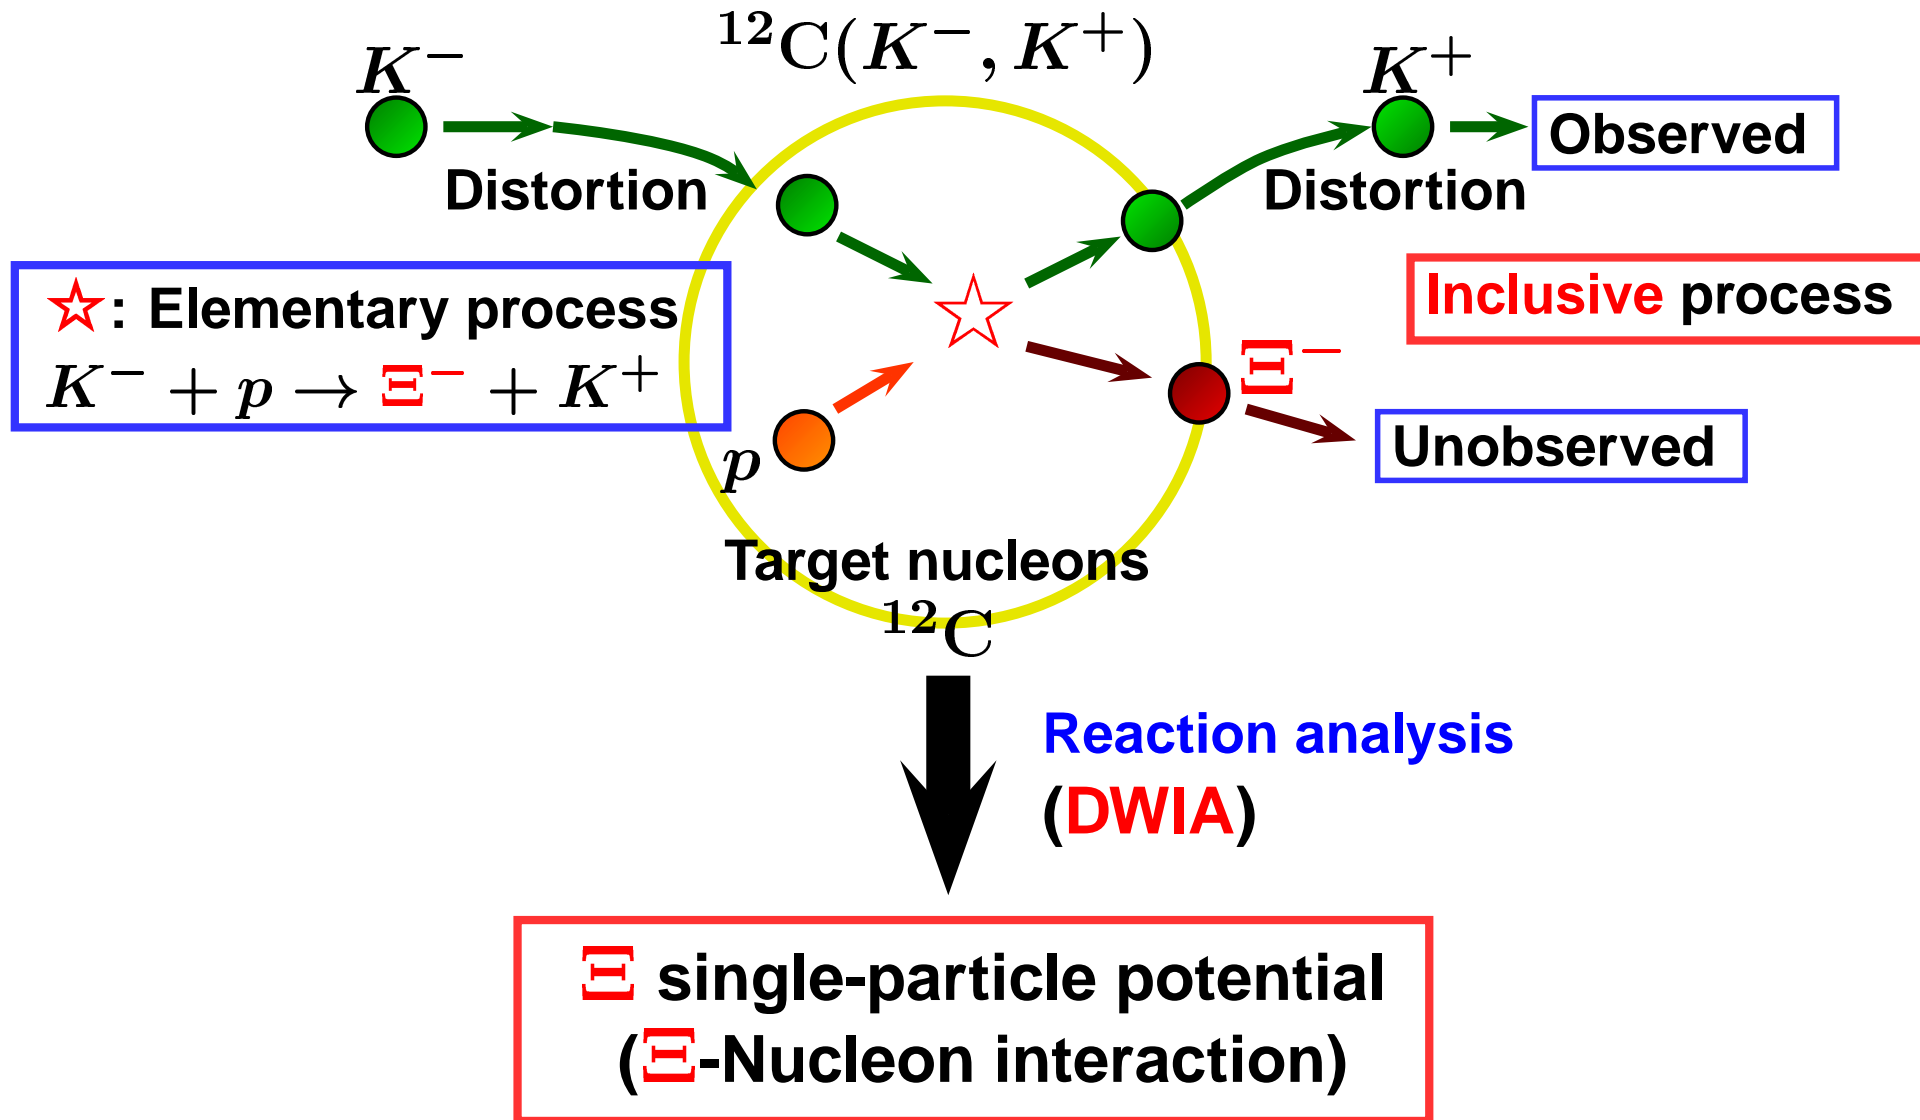 ¹²C(K⁻, K⁺)
K⁻
K⁺
Observed
Distortion
Distortion
☆: Elementary process
K⁻ + p → Ξ⁻ + K⁺
Inclusive process
Ξ⁻
p
Unobserved
Target nucleons
¹²C
Reaction analysis
(DWIA)
Ξ single-particle potential
(Ξ-Nucleon interaction)